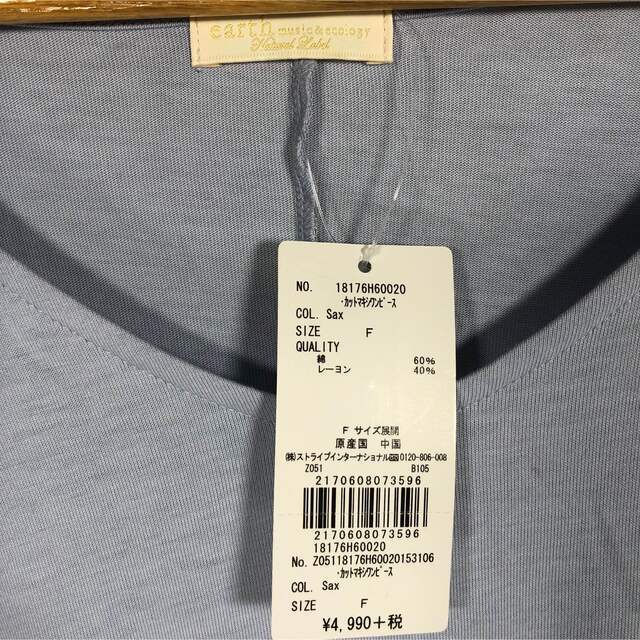 earth music&ecology
Natural Label
NO. 18176H60020
･ｶｯﾄﾏｷｼﾜﾝﾋﾟｰｽ
COL. Sax
SIZE F
QUALITY
綿 60%
レーヨン 40%
F サイズ展開
原産国 中国
㈱ストライプインターナショナル 0120-806-008
Z051 B105
2170608073596
2170608073596
18176H60020
No. Z05118176H60020153106
･ｶｯﾄﾏｷｼﾜﾝﾋﾟｰｽ
COL. Sax
SIZE F
¥4,990+税